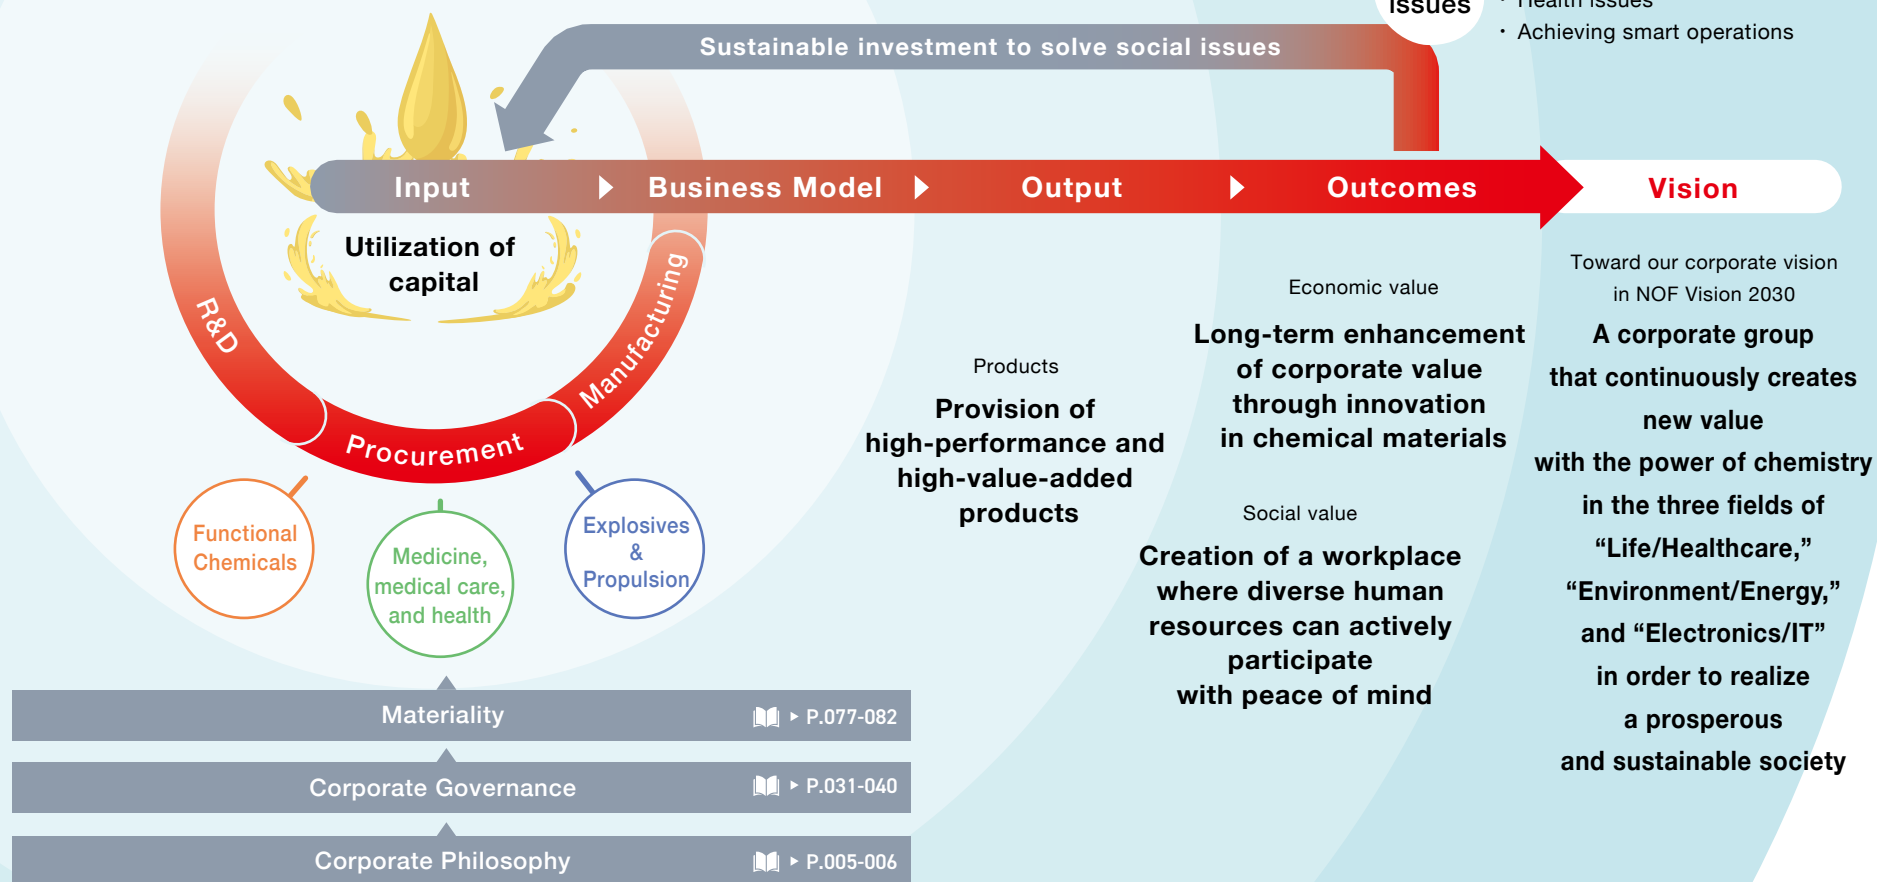 issues
・ Health issues
・ Achieving smart operations
Sustainable investment to solve social issues
Input
Business Model
Output
Outcomes
Vision
Utilization of
capital
R&D
Procurement
Manufacturing
Functional
Chemicals
Medicine,
medical care,
and health
Explosives
&
Propulsion
Products
Provision of
high-performance and
high-value-added
products
Economic value
Long-term enhancement
of corporate value
through innovation
in chemical materials
Social value
Creation of a workplace
where diverse human
resources can actively
participate
with peace of mind
Toward our corporate vision
in NOF Vision 2030
A corporate group
that continuously creates
new value
with the power of chemistry
in the three fields of
“Life/Healthcare,”
“Environment/Energy,”
and “Electronics/IT”
in order to realize
a prosperous
and sustainable society
Materiality P.077-082
Corporate Governance P.031-040
Corporate Philosophy P.005-006